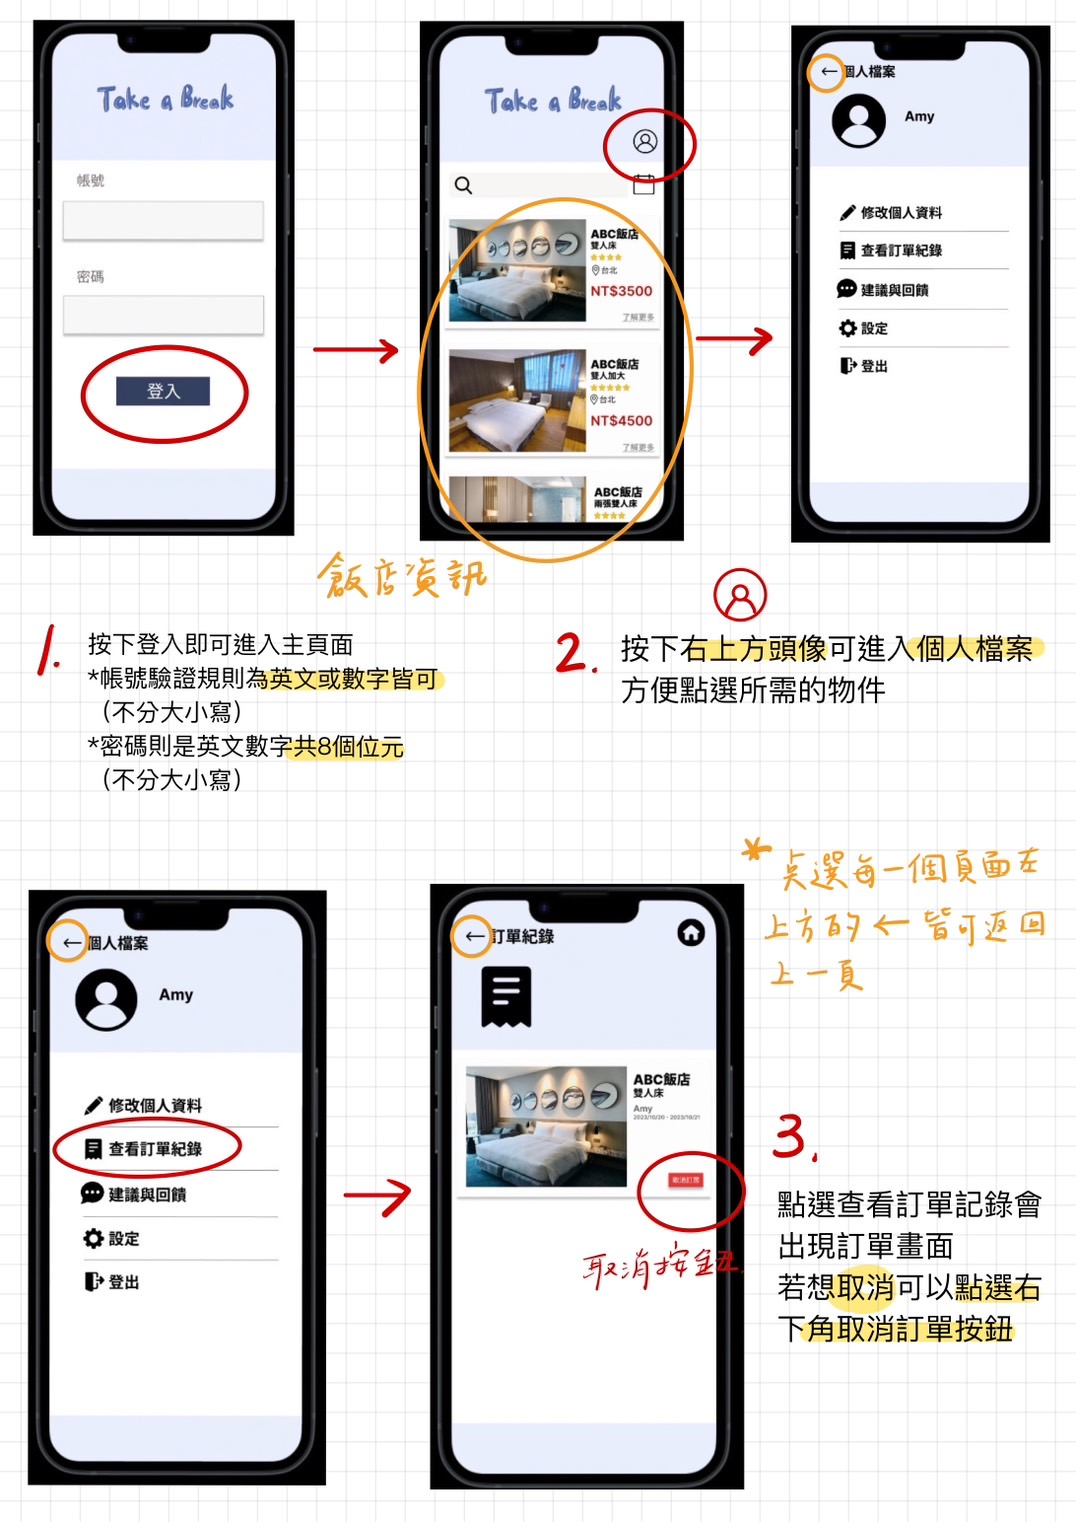 Take a Break
帳號
密碼
登入
Take a Break
ABC飯店
雙人床
台北
NT$3500
了解更多
ABC飯店
雙人加大
台北
NT$4500
了解更多
ABC飯店
兩張雙人床
← 個人檔案
Amy
修改個人資料
查看訂單紀錄
建議與回饋
設定
登出
飯店資訊
1.
按下登入即可進入主頁面
*帳號驗證規則為英文或數字皆可
（不分大小寫）
*密碼則是英文數字共8個位元
（不分大小寫）
2.
按下右上方頭像可進入個人檔案
方便點選所需的物件
← 個人檔案
Amy
修改個人資料
查看訂單紀錄
建議與回饋
設定
登出
← 訂單紀錄
ABC飯店
雙人床
Amy
2023/10/20 - 2023/10/21
取消訂房
取消按鈕
* 点選每一個頁面左
上方的 ← 皆可返回
上一頁
3.
點選查看訂單記錄會
出現訂單畫面
若想取消可以點選右
下角取消訂單按鈕